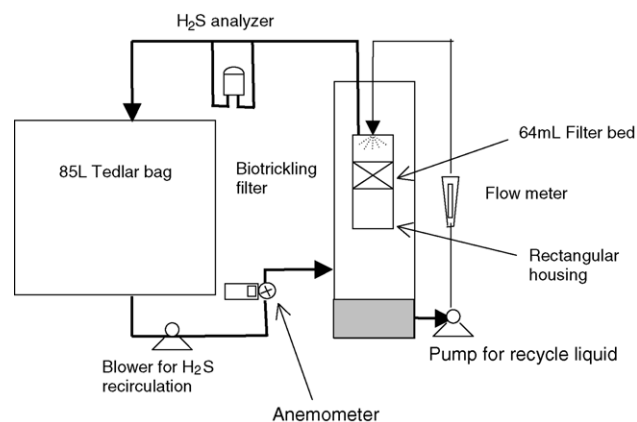 H₂S analyzer
85L Tedlar bag
Biotrickling
filter
64mL Filter bed
Flow meter
Rectangular
housing
Blower for H₂S
recirculation
Pump for recycle liquid
Anemometer